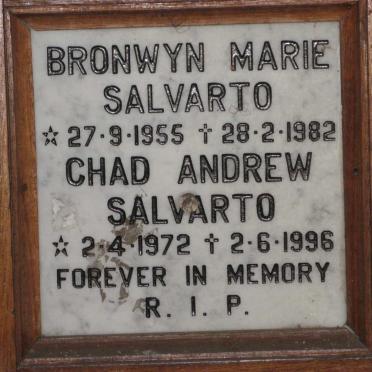 BRONWYN MARIE
SALVARTO
☆ 27·9·1955 † 28·2·1982
CHAD ANDREW
SALVARTO
☆ 2·4·1972 † 2·6·1996
FOREVER IN MEMORY
R. I. P.